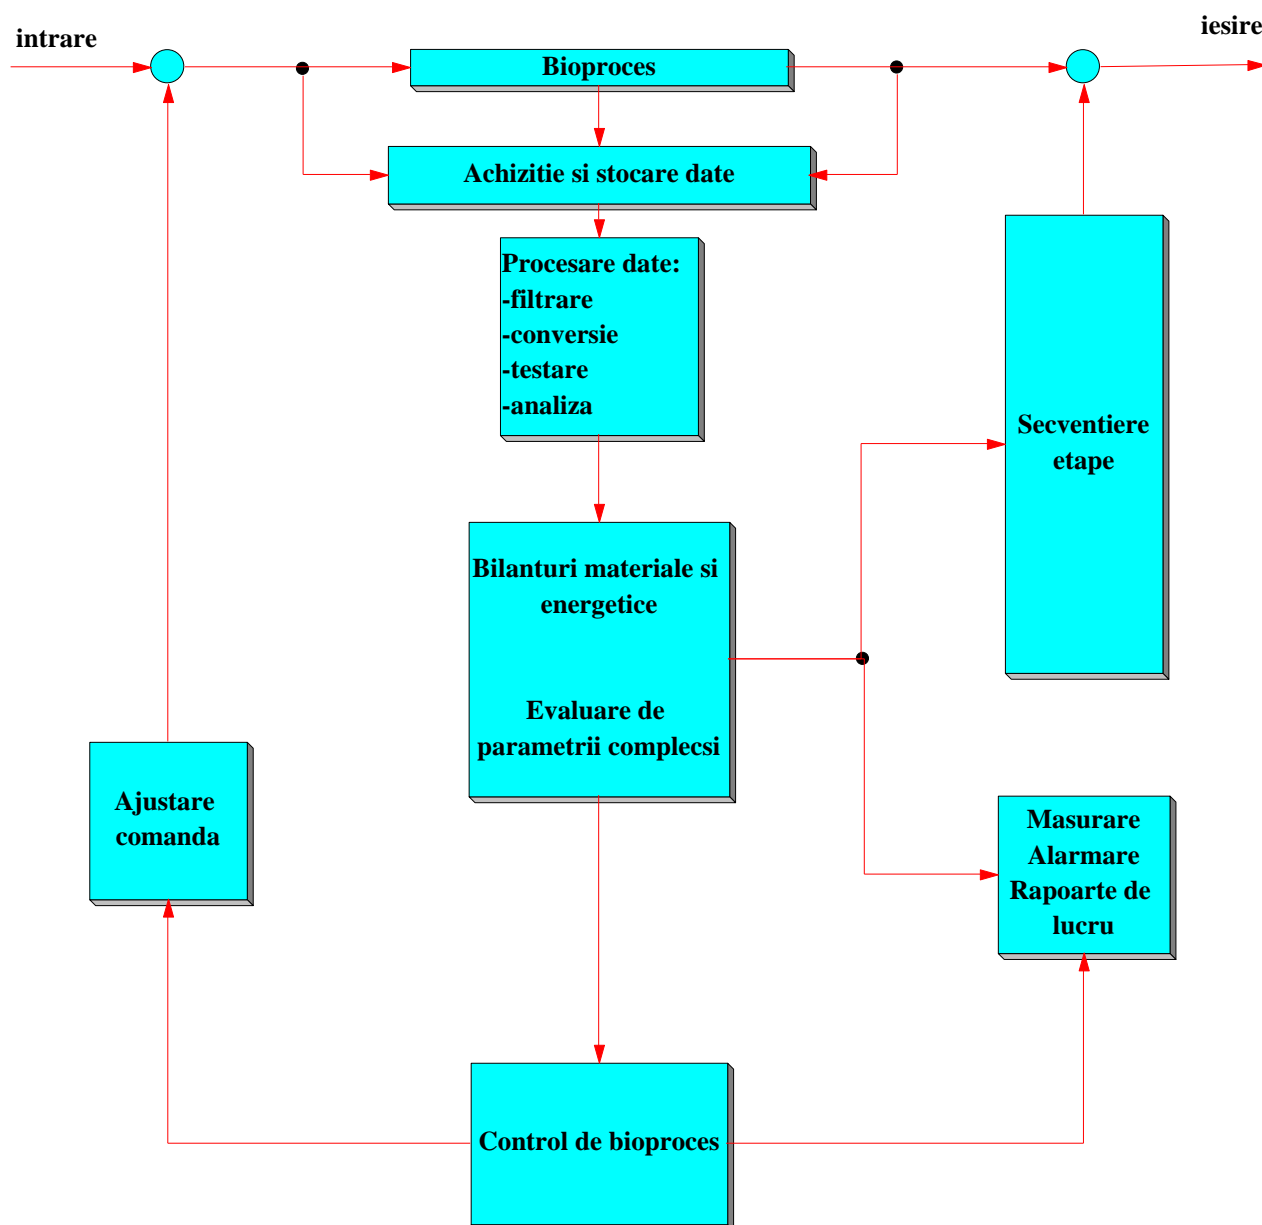 intrare
iesire
Bioproces
Achizitie si stocare date
Procesare date:
-filtrare
-conversie
-testare
-analiza
Secventiere
etape
Bilanturi materiale si
energetice
Evaluare de
parametrii complecsi
Ajustare
comanda
Masurare
Alarmare
Rapoarte de
lucru
Control de bioproces